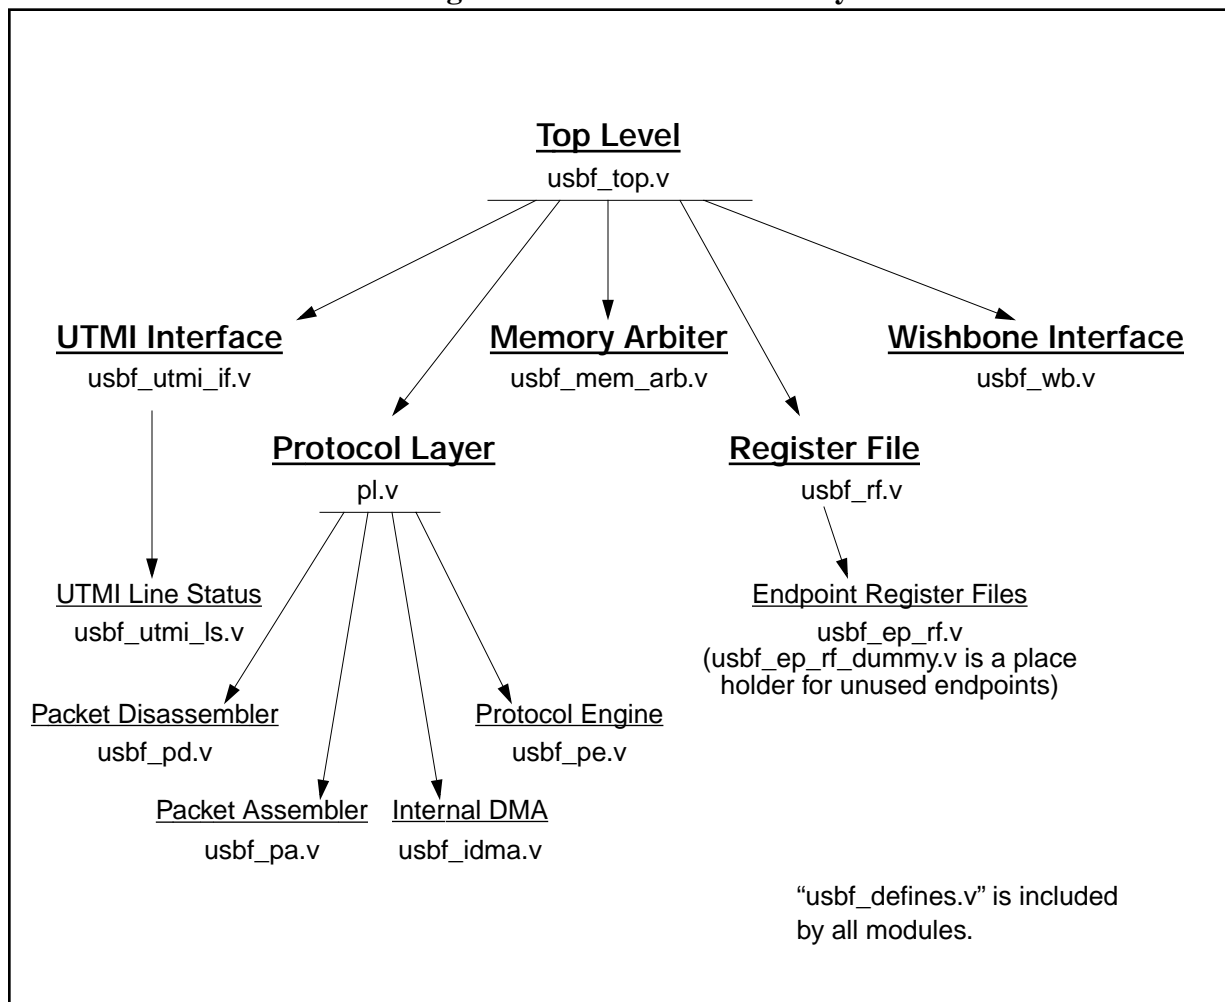 Top Level
usbf_top.v
UTMI Interface
usbf_utmi_if.v
Memory Arbiter
usbf_mem_arb.v
Wishbone Interface
usbf_wb.v
Protocol Layer
pl.v
Register File
usbf_rf.v
UTMI Line Status
usbf_utmi_ls.v
Endpoint Register Files
usbf_ep_rf.v
(usbf_ep_rf_dummy.v is a place
holder for unused endpoints)
Packet Disassembler
usbf_pd.v
Protocol Engine
usbf_pe.v
Packet Assembler
usbf_pa.v
Internal DMA
usbf_idma.v
“usbf_defines.v” is included
by all modules.